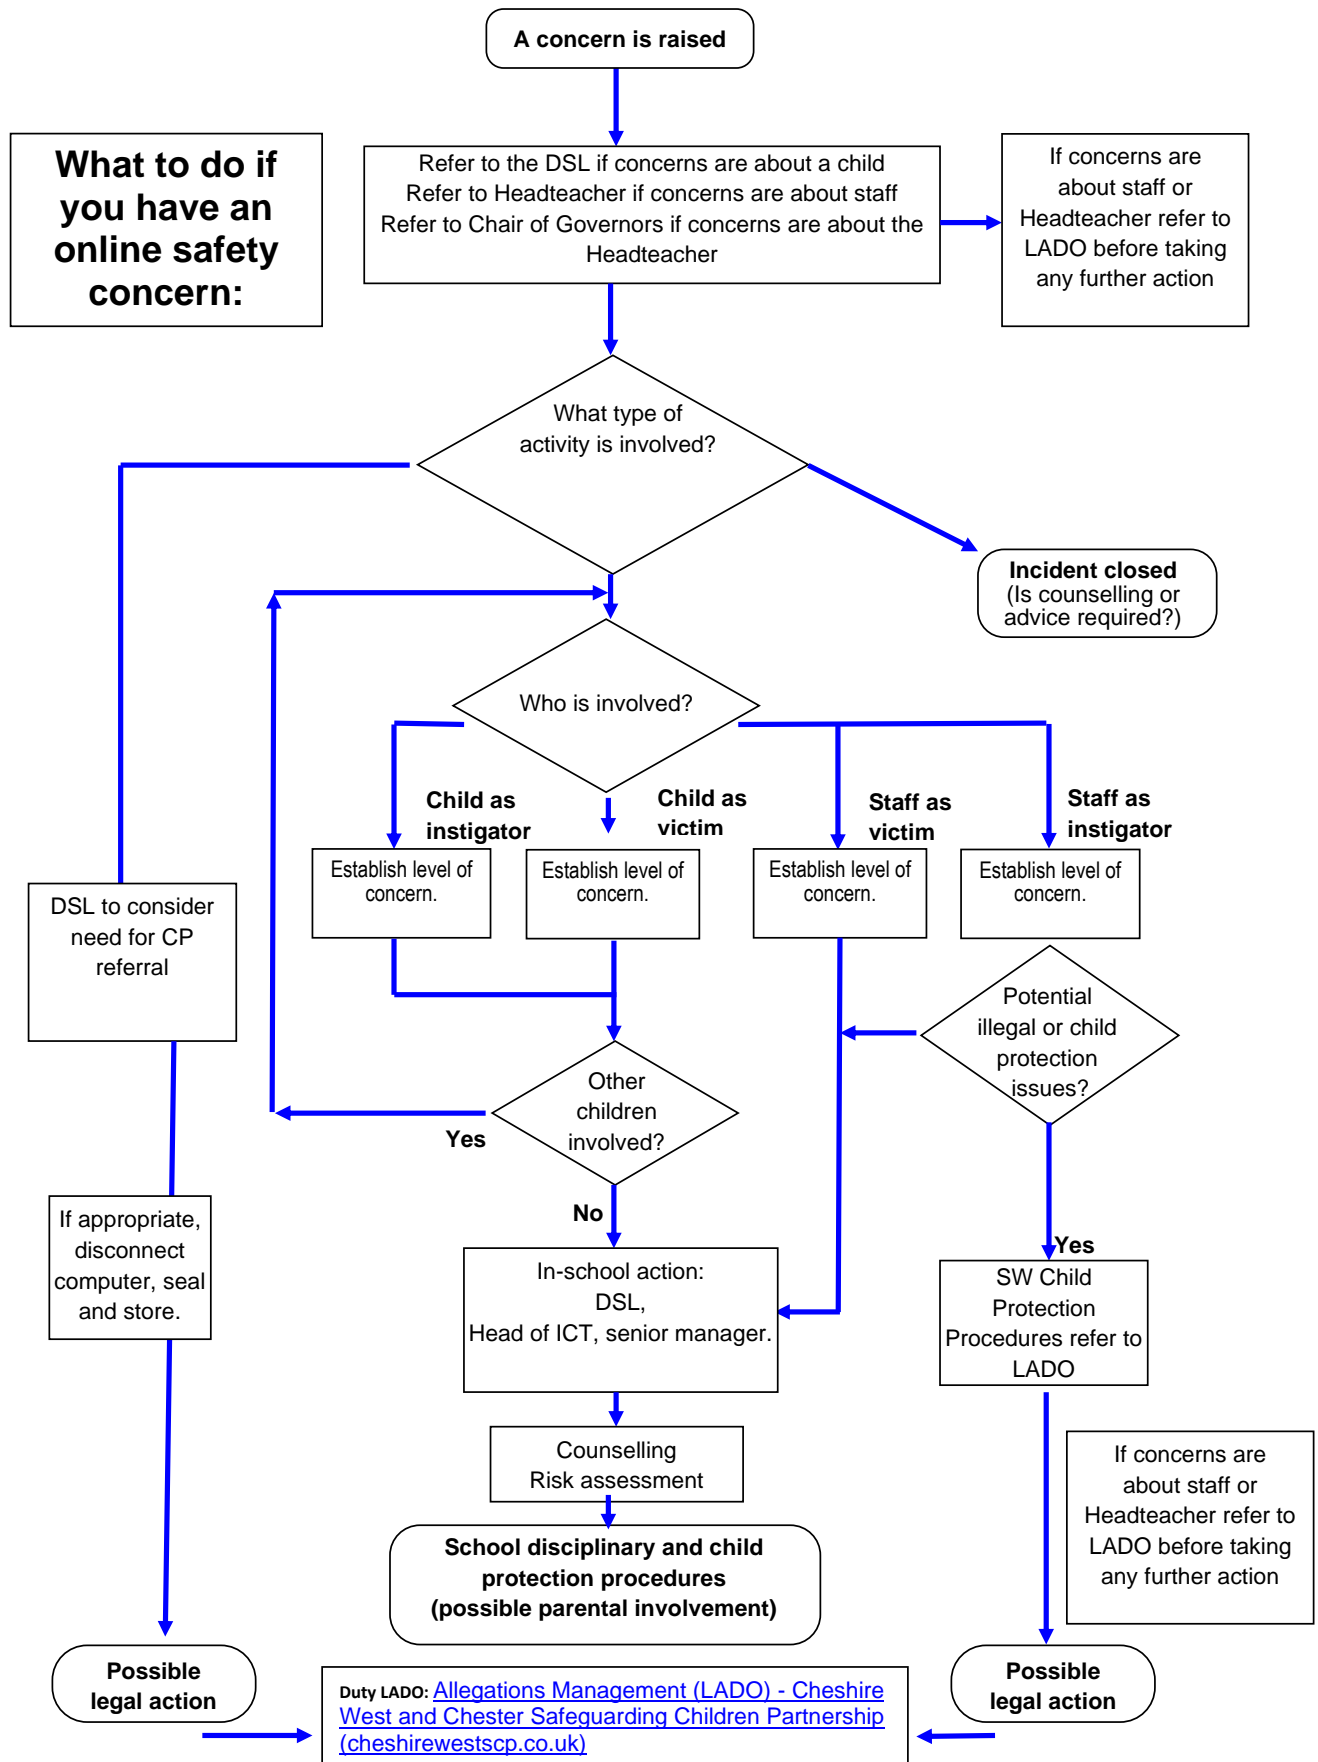 A concern is raised
What to do if
you have an
online safety
concern:
Refer to the DSL if concerns are about a child
Refer to Headteacher if concerns are about staff
Refer to Chair of Governors if concerns are about the
Headteacher
If concerns are
about staff or
Headteacher refer to
LADO before taking
any further action
What type of
activity is involved?
Incident closed
(Is counselling or
advice required?)
Who is involved?
Child as
instigator
Child as
victim
Staff as
victim
Staff as
instigator
Establish level of
concern.
Establish level of
concern.
Establish level of
concern.
Establish level of
concern.
DSL to consider
need for CP
referral
Potential
illegal or child
protection
issues?
Other
children
involved?
Yes
No
If appropriate,
disconnect
computer, seal
and store.
In-school action:
DSL,
Head of ICT, senior manager.
Yes
SW Child
Protection
Procedures refer to
LADO
Counselling
Risk assessment
If concerns are
about staff or
Headteacher refer to
LADO before taking
any further action
School disciplinary and child
protection procedures
(possible parental involvement)
Possible
legal action
Possible
legal action
Duty LADO: Allegations Management (LADO) - Cheshire
West and Chester Safeguarding Children Partnership
(cheshirewestscp.co.uk)